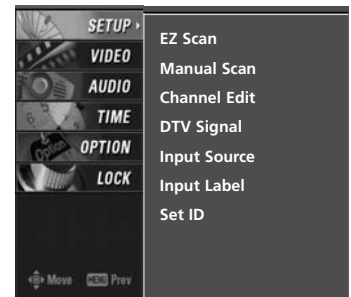 SETUP
VIDEO
AUDIO
TIME
OPTION
LOCK
Move MENU Prev
EZ Scan
Manual Scan
Channel Edit
DTV Signal
Input Source
Input Label
Set ID